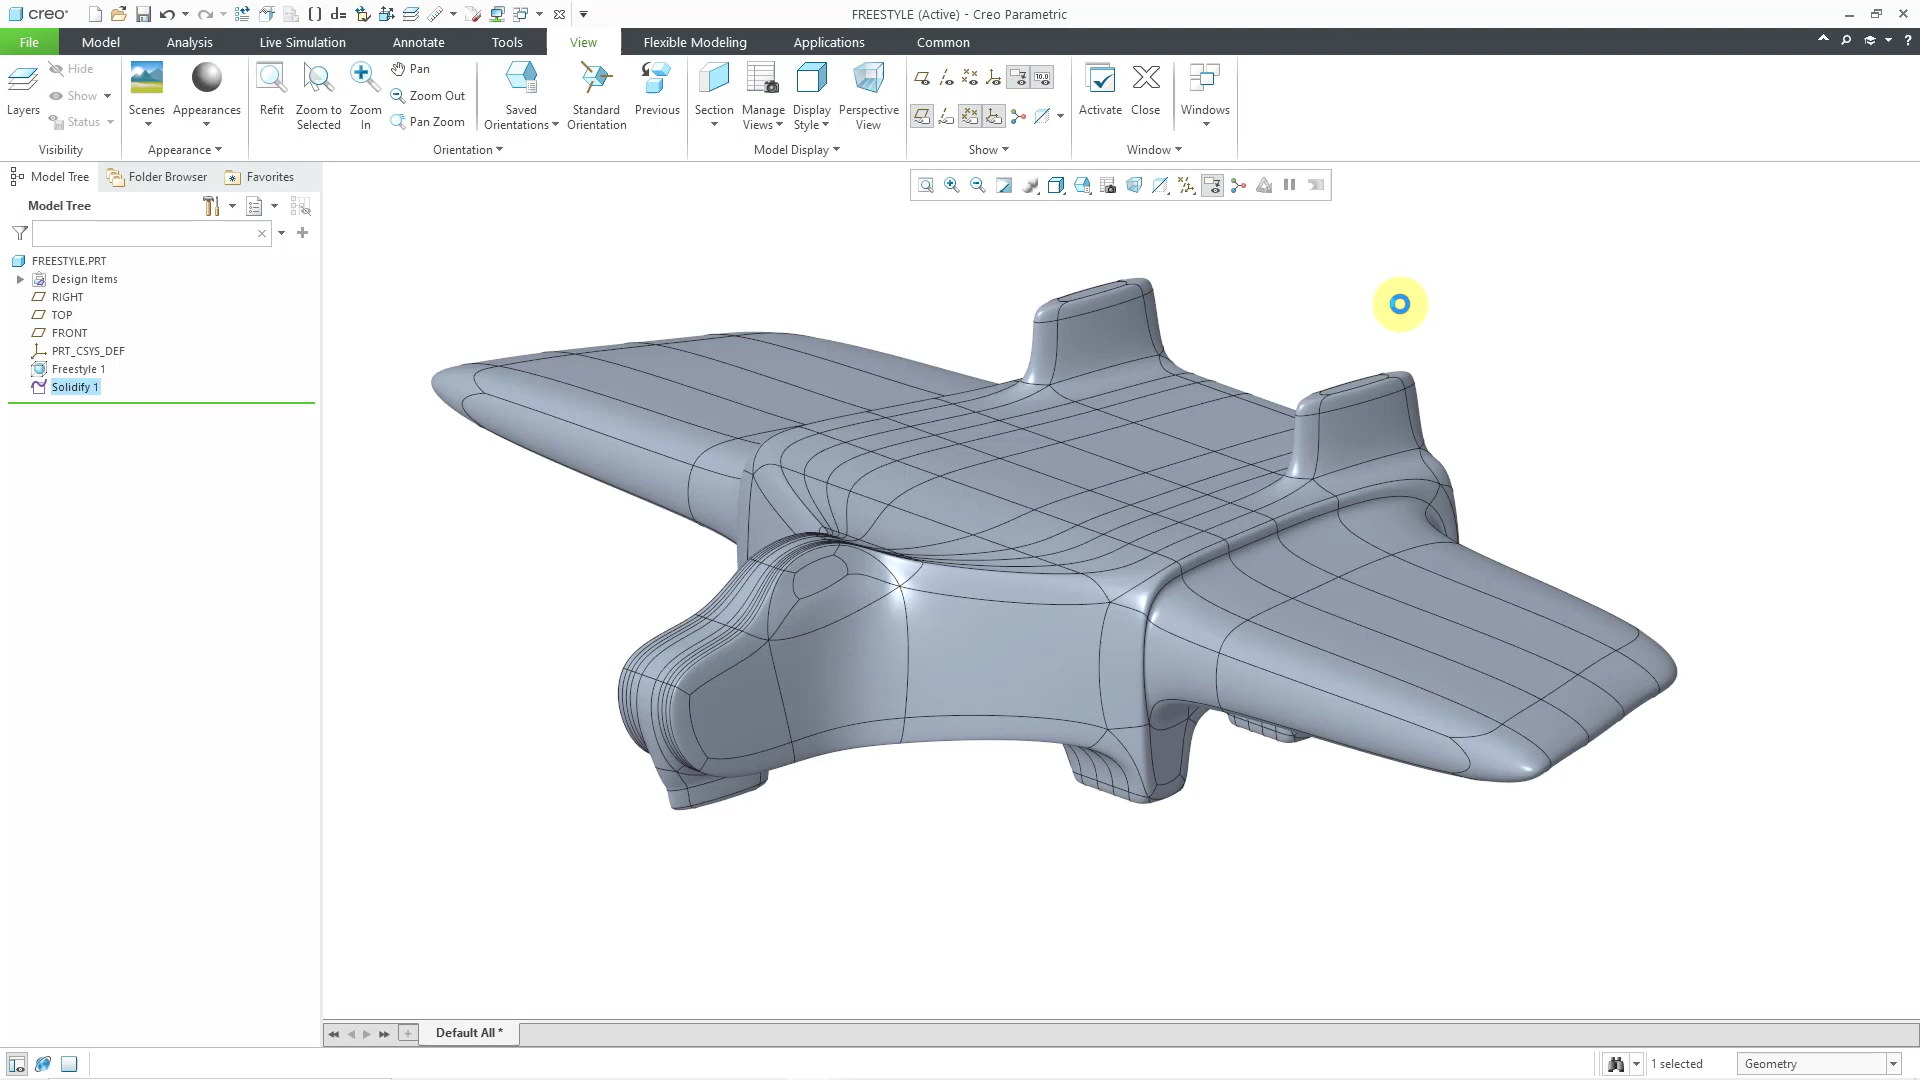 creo
d=
FREESTYLE (Active) - Creo Parametric
File
Model
Analysis
Live Simulation
Annotate
Tools
View
Flexible Modeling
Applications
Common
?
Layers
Hide
Show
Status
Visibility
Scenes
Appearances
Appearance
Refit
Zoom to
Selected
Zoom
In
Pan
Zoom Out
Pan Zoom
Saved
Orientations
Standard
Orientation
Previous
Orientation
Section
Manage
Views
Display
Style
Perspective
View
Model Display
10.0
Show
Activate
Close
Windows
Window
Model Tree
Folder Browser
Favorites
Model Tree
FREESTYLE.PRT
Design Items
RIGHT
TOP
FRONT
PRT_CSYS_DEF
Freestyle 1
Solidify 1
Default All *
1 selected
Geometry